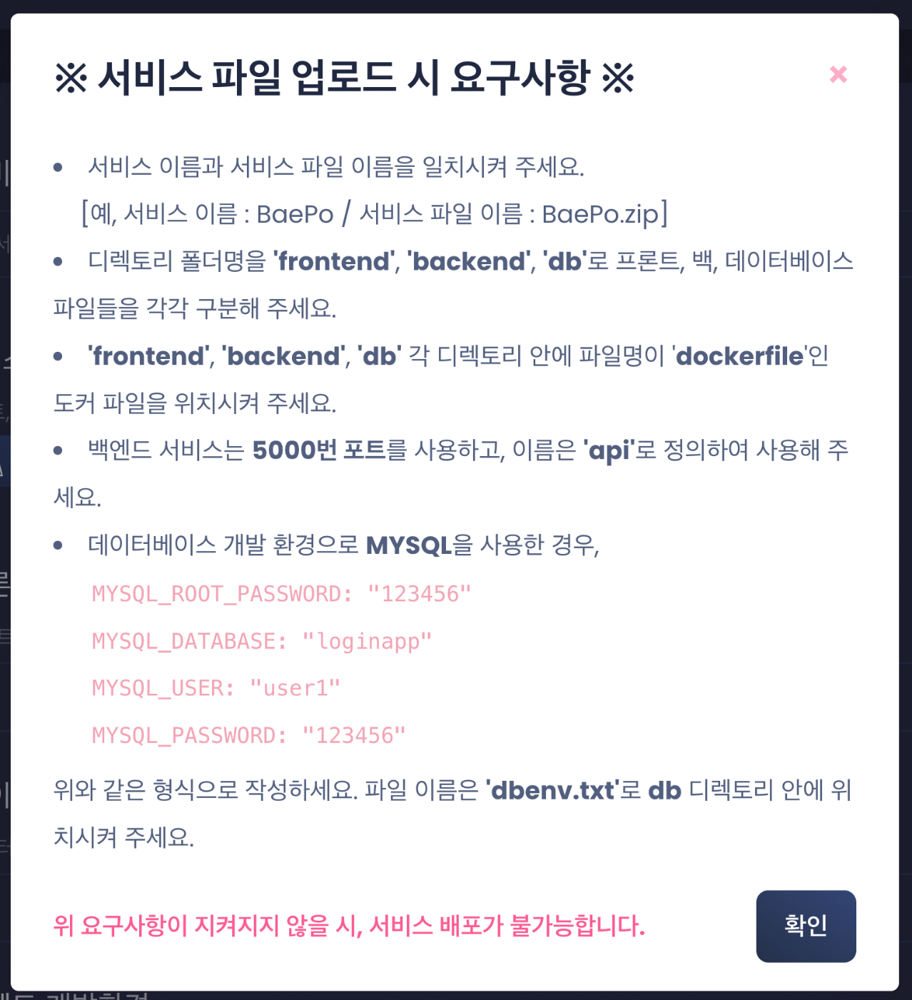 ※ 서비스 파일 업로드 시 요구사항 ※
• 서비스 이름과 서비스 파일 이름을 일치시켜 주세요.
[예, 서비스 이름 : BaePo / 서비스 파일 이름 : BaePo.zip]
• 디렉토리 폴더명을 'frontend', 'backend', 'db'로 프론트, 백, 데이터베이스
파일들을 각각 구분해 주세요.
• 'frontend', 'backend', 'db' 각 디렉토리 안에 파일명이 'dockerfile'인
도커 파일을 위치시켜 주세요.
• 백엔드 서비스는 5000번 포트를 사용하고, 이름은 'api'로 정의하여 사용해 주
세요.
• 데이터베이스 개발 환경으로 MYSQL을 사용한 경우,
MYSQL_ROOT_PASSWORD: "123456"
MYSQL_DATABASE: "loginapp"
MYSQL_USER: "user1"
MYSQL_PASSWORD: "123456"
위와 같은 형식으로 작성하세요. 파일 이름은 'dbenv.txt'로 db 디렉토리 안에 위
치시켜 주세요.
위 요구사항이 지켜지지 않을 시, 서비스 배포가 불가능합니다.
확인